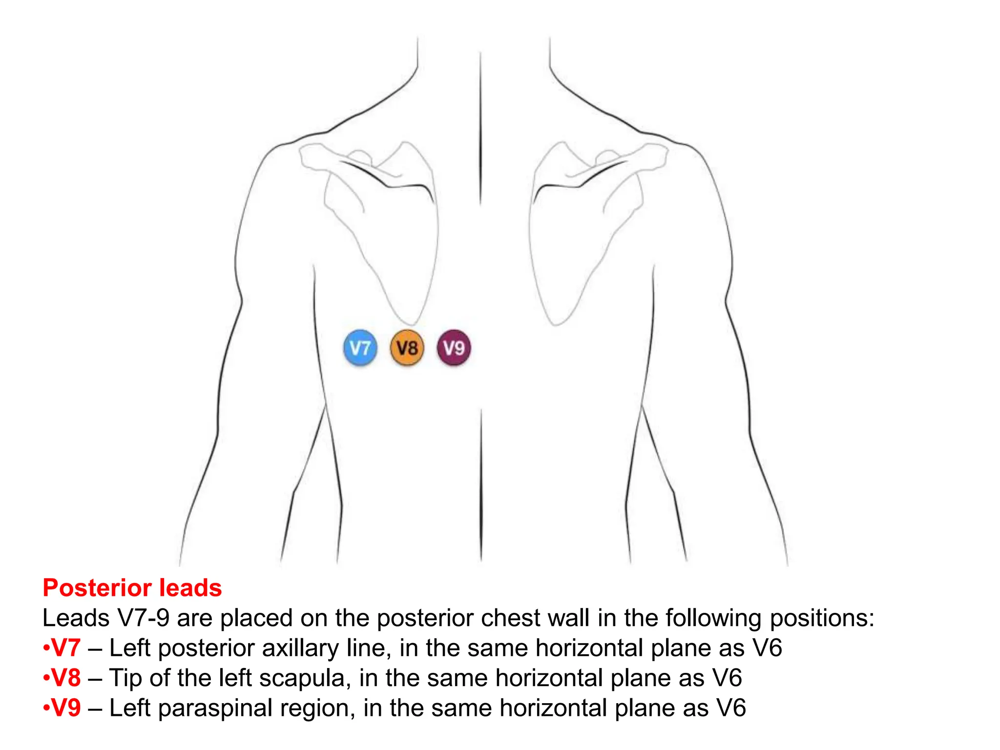 V7 V8 V9
Posterior leads
Leads V7-9 are placed on the posterior chest wall in the following positions:
•V7 – Left posterior axillary line, in the same horizontal plane as V6
•V8 – Tip of the left scapula, in the same horizontal plane as V6
•V9 – Left paraspinal region, in the same horizontal plane as V6